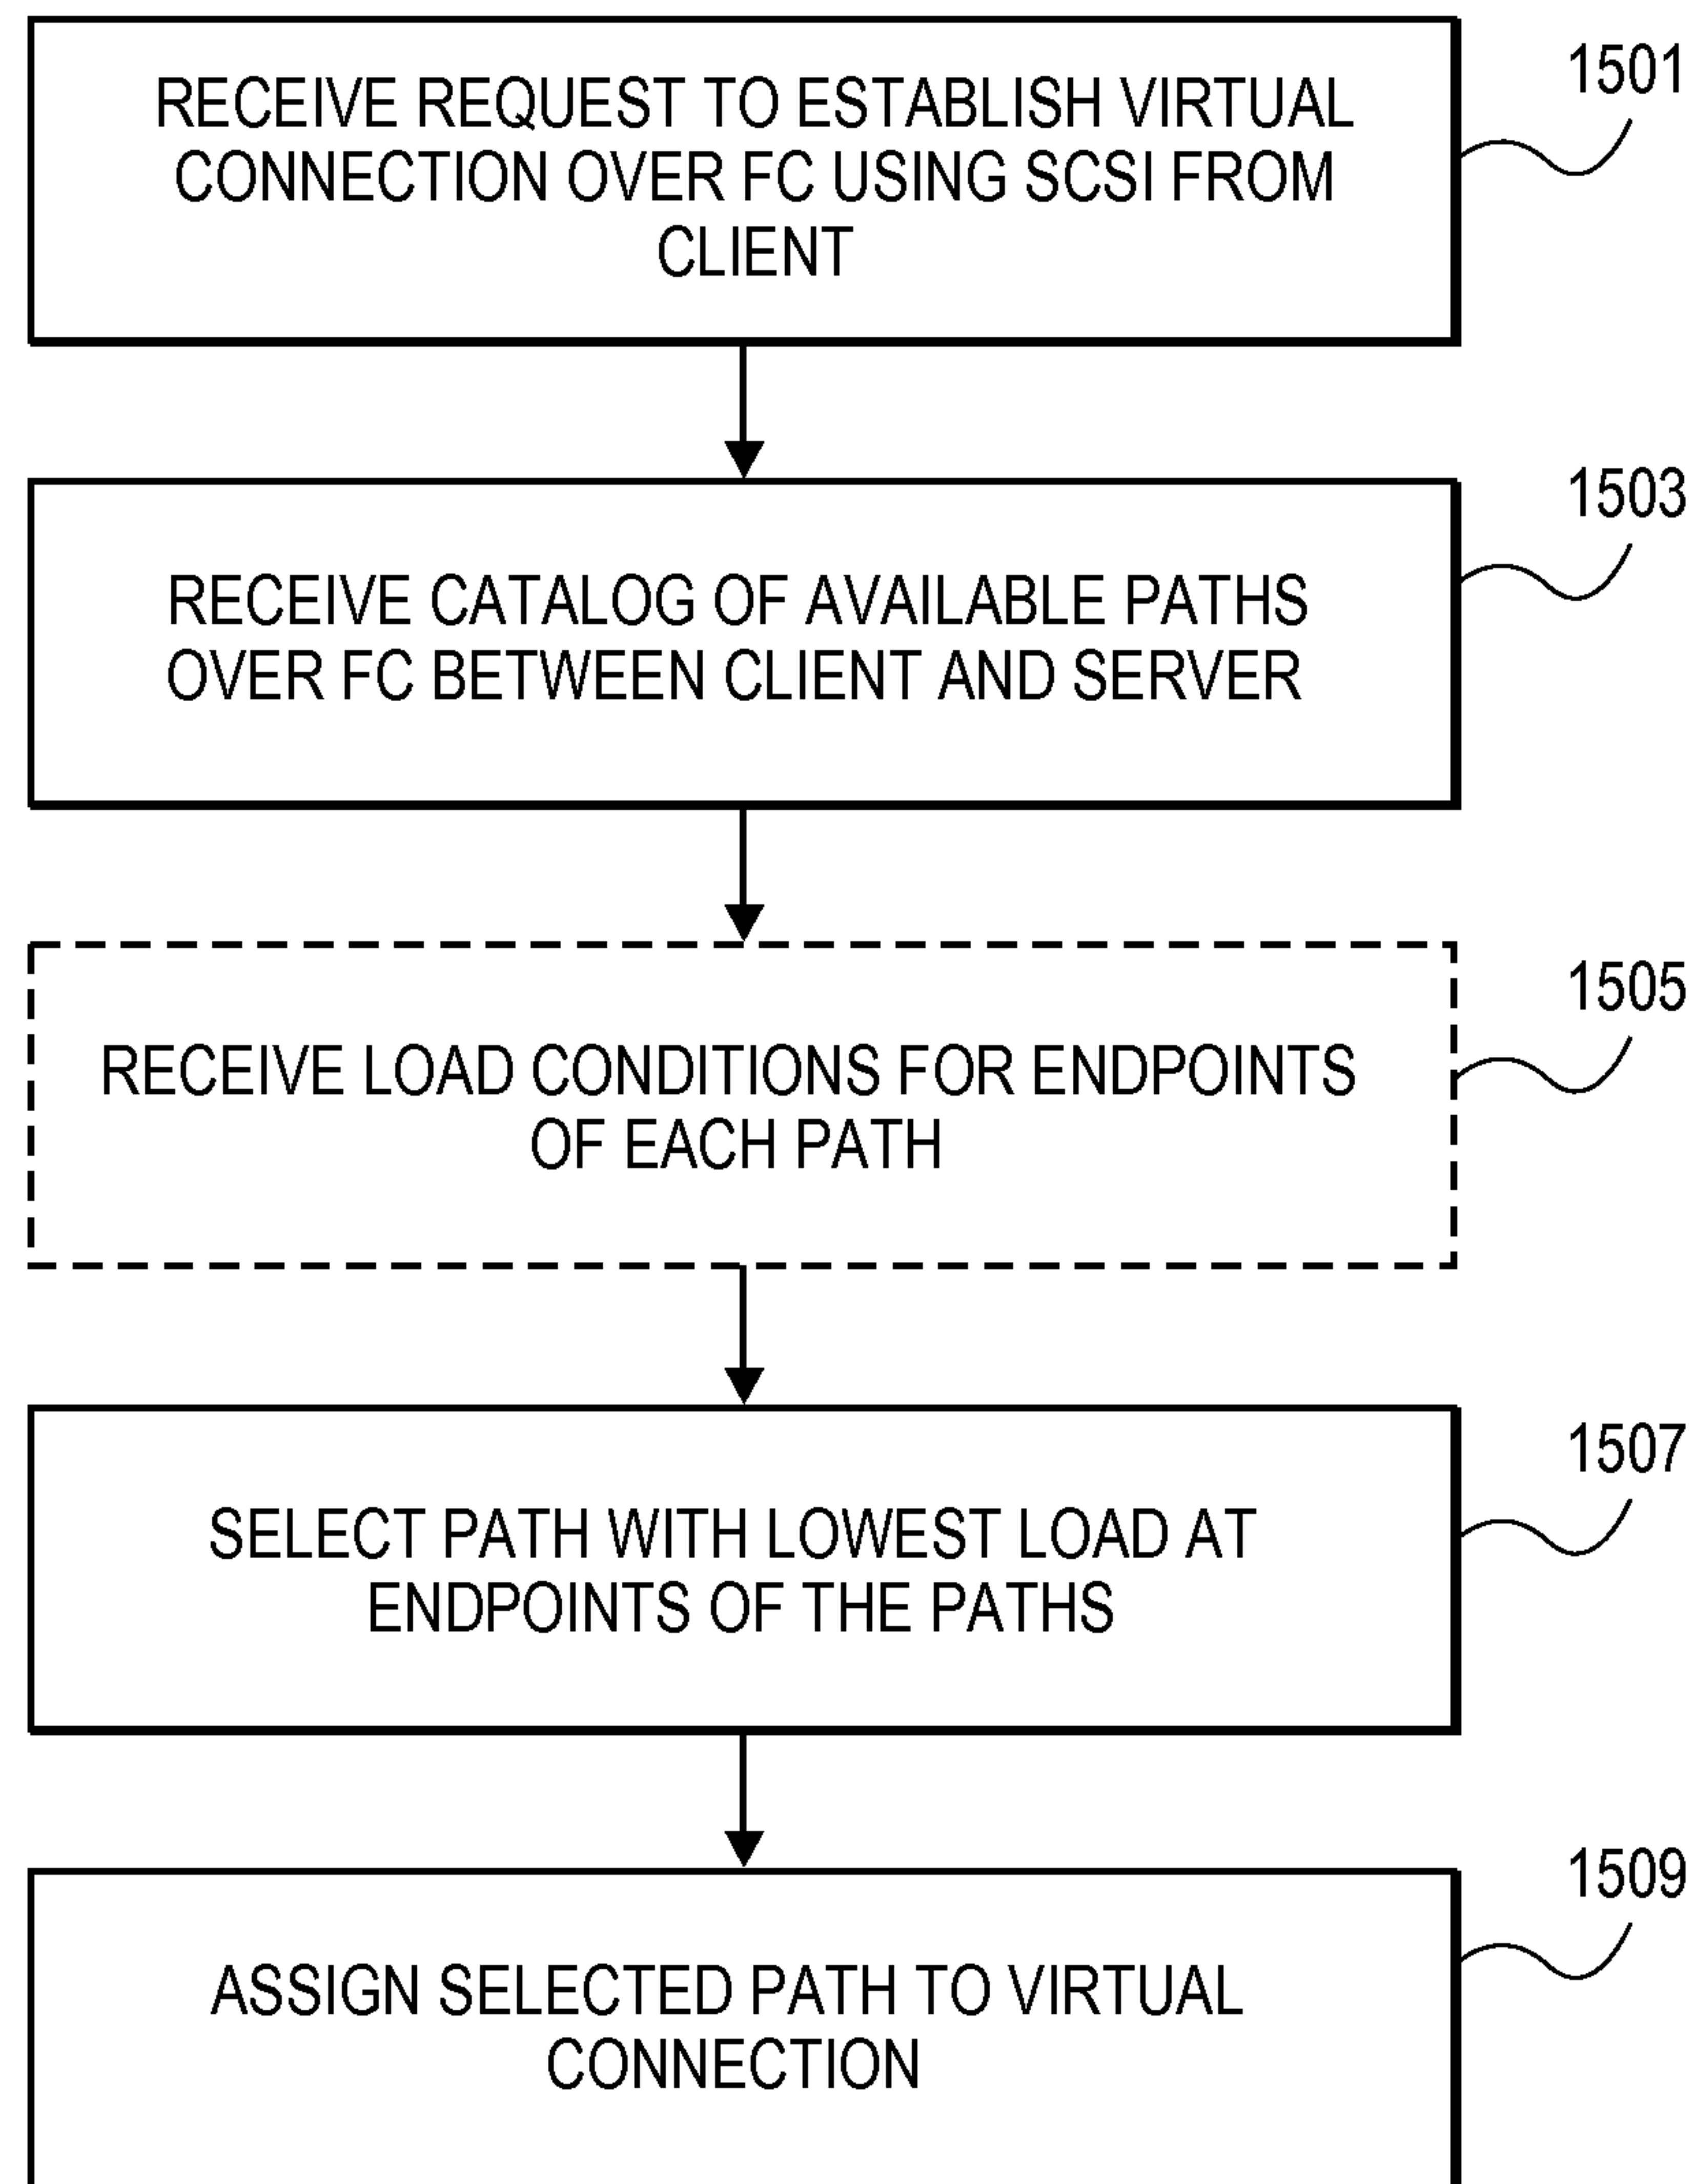 1501
RECEIVE REQUEST TO ESTABLISH VIRTUAL
CONNECTION OVER FC USING SCSI FROM
CLIENT
1503
RECEIVE CATALOG OF AVAILABLE PATHS
OVER FC BETWEEN CLIENT AND SERVER
1505
RECEIVE LOAD CONDITIONS FOR ENDPOINTS
OF EACH PATH
1507
SELECT PATH WITH LOWEST LOAD AT
ENDPOINTS OF THE PATHS
1509
ASSIGN SELECTED PATH TO VIRTUAL
CONNECTION